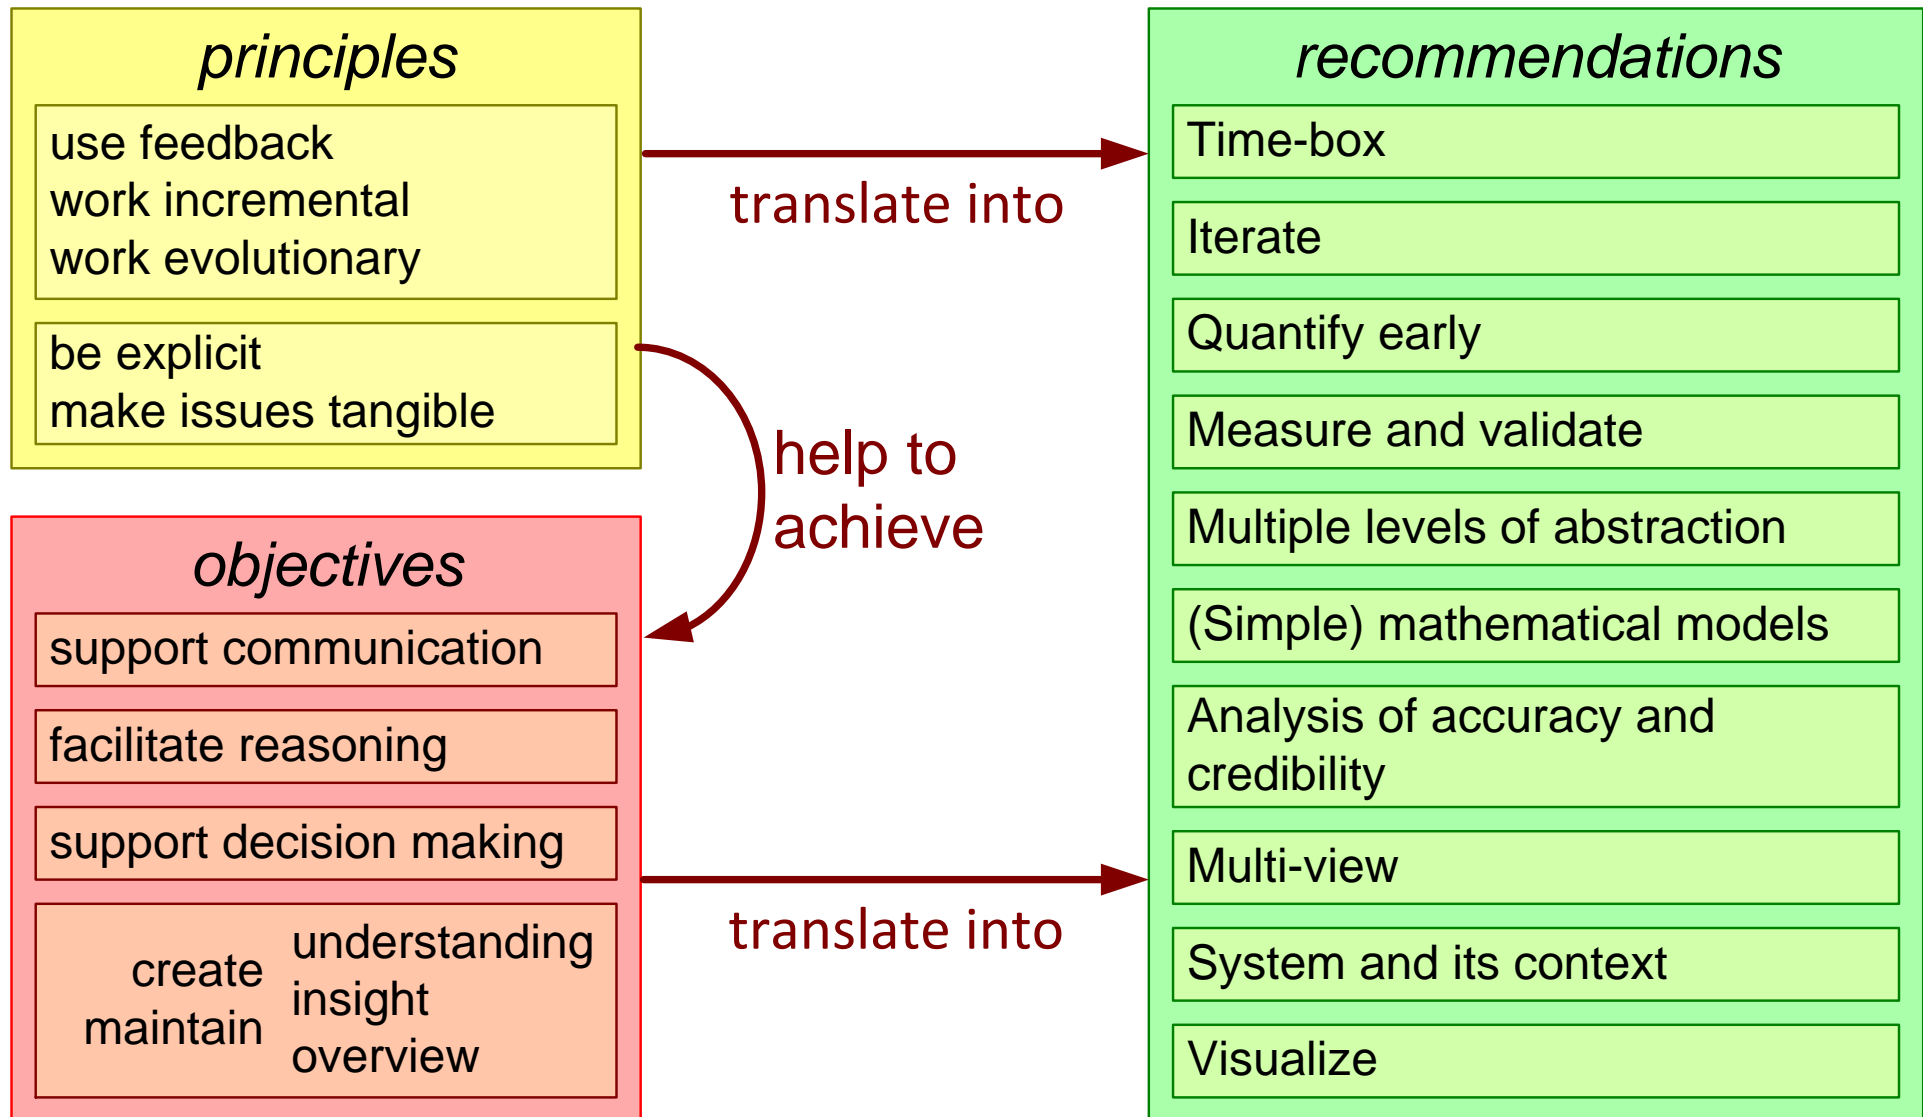 principles
use feedback
work incremental
work evolutionary
be explicit
make issues tangible
translate into
help to
achieve
objectives
support communication
facilitate reasoning
support decision making
create
maintain
understanding
insight
overview
translate into
recommendations
Time-box
Iterate
Quantify early
Measure and validate
Multiple levels of abstraction
(Simple) mathematical models
Analysis of accuracy and
credibility
Multi-view
System and its context
Visualize